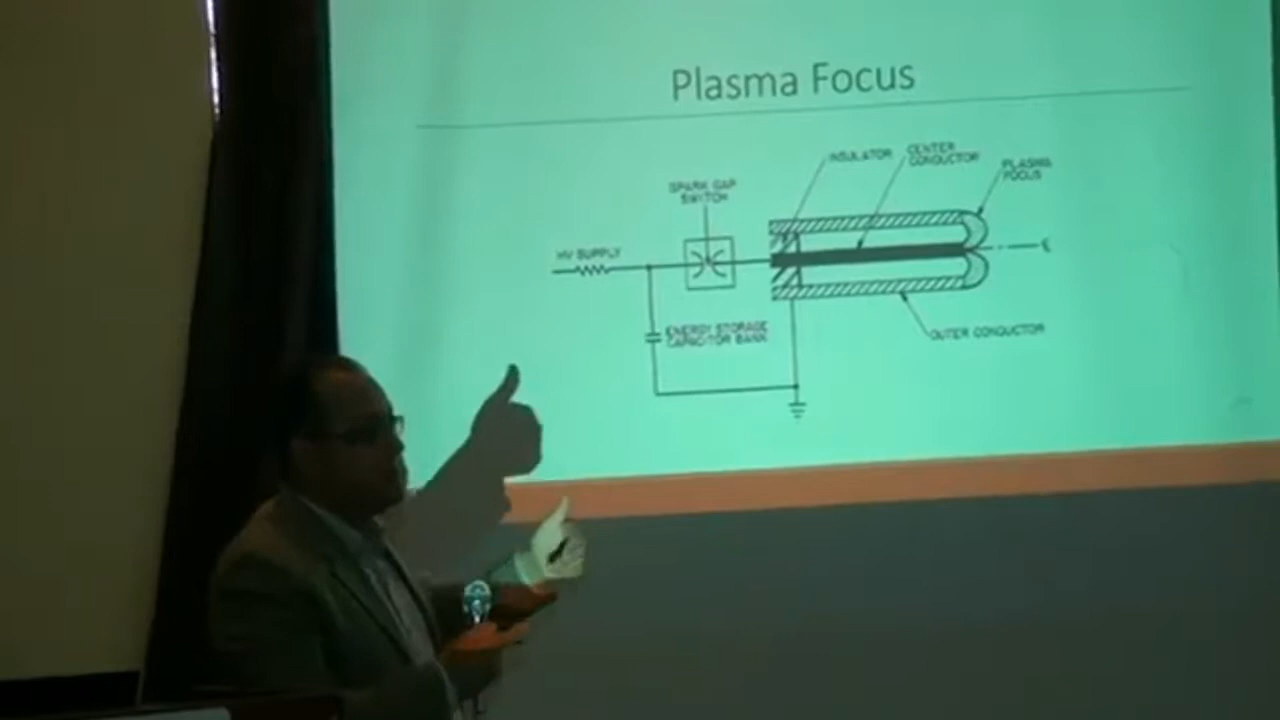 Plasma Focus
INSULATOR
CENTER
CONDUCTOR
PLASMA
FOCUS
SPARK GAP
SWITCH
HV SUPPLY
ENERGY STORAGE
CAPACITOR BANK
OUTER CONDUCTOR